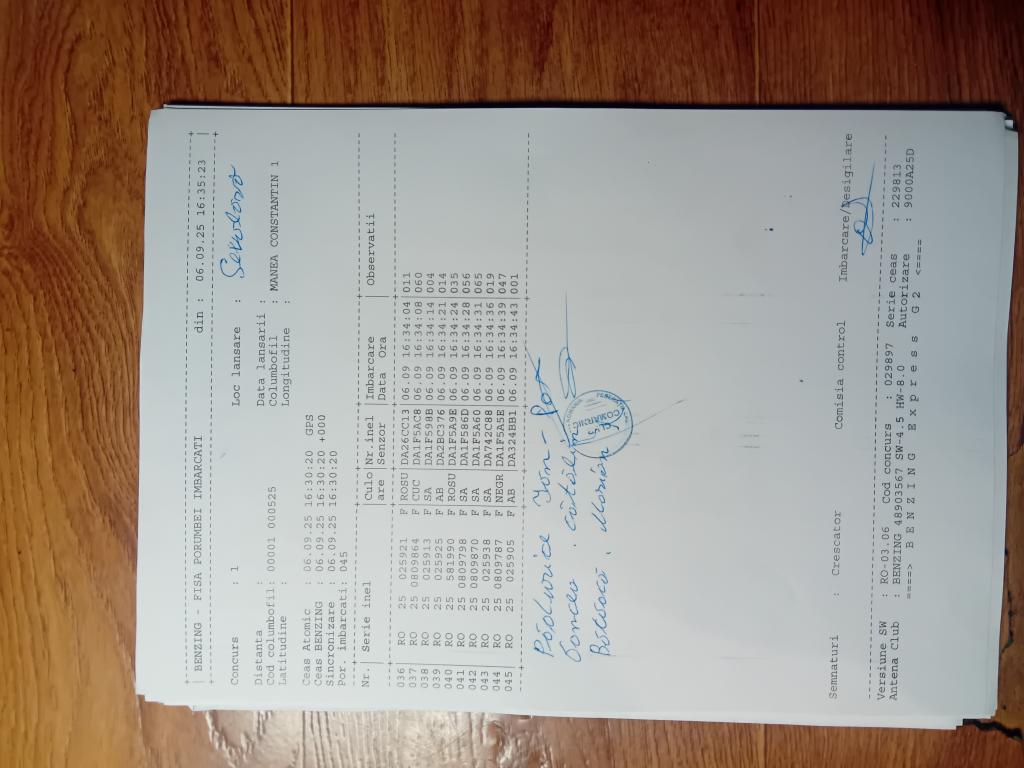 BENZING - FISA PORUMBEI IMBARCATI din : 06.09.25 16:35:23
Concurs : 1 Loc lansare :
Distanta : Data lansarii :
Cod columbofil : 00001 000525 Columbofil : MANEA CONSTANTIN 1
Latitudine : Longitudine :
Ceas Atomic : 06.09.25 16:30:20 GPS
Ceas BENZING : 06.09.25 16:30:20 +000
Sincronizare : 06.09.25 16:30:20
Por. imbarcati: 045
Nr. Serie inel |Culo|Nr.inel |Imbarcare | Observatii
|are |Senzor |Data Ora |
036 RO 25 025921 F|ROSU|DA26CC13|06.09 16:34:04|011
037 RO 25 0809864 F|CUC |DA1F5AC8|06.09 16:34:08|060
038 RO 25 025913 F|SA |DA1F598B|06.09 16:34:14|004
039 RO 25 025925 F|AB |DA2BC376|06.09 16:34:21|014
040 RO 25 581990 F|ROSU|DA1F5A9E|06.09 16:34:24|035
041 RO 25 0809798 F|SA |DA1F586D|06.09 16:34:28|056
042 RO 25 0809870 F|SA |DA1F5A00|06.09 16:34:31|065
043 RO 25 025938 F|SA |DA742C88|06.09 16:34:36|019
044 RO 25 0809787 F|NEGR|DA1F5A5E|06.09 16:34:39|047
045 RO 25 025905 F|AB |DA324BB1|06.09 16:34:43|001
Ion
Cătălin
Marian
Semnaturi : Crescator Comisia control Imbarcare/Desigilare
Versiune SW : RO-03.06 Cod concurs : 029897 Serie ceas : 229813
Antena Club : BENZING 48903567 SW-4.5 HW-8.0 Autorizare : 9000A25D
====> B E N Z I N G E x p r e s s G 2 <====